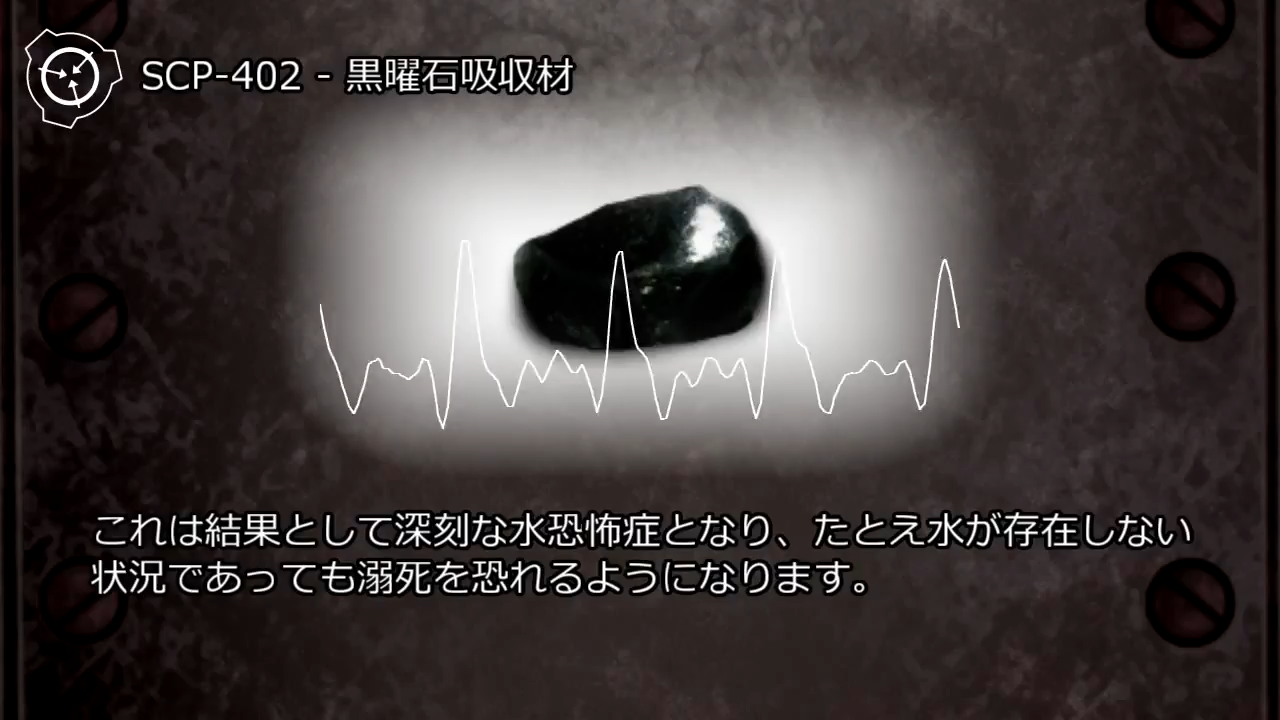 SCP-402 - 黒曜石吸収材
これは結果として深刻な水恐怖症となり、たとえ水が存在しない
状況であっても溺死を恐れるようになります。